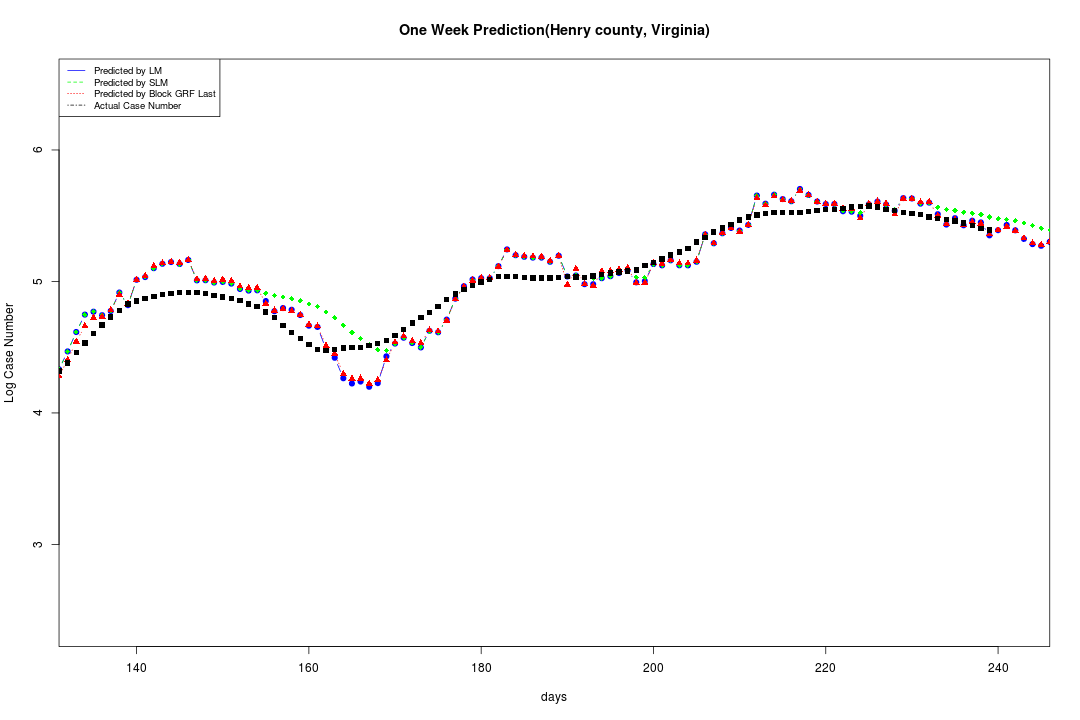 One Week Prediction(Henry county, Virginia)
Predicted by LM
Predicted by SLM
Predicted by Block GRF Last
Actual Case Number
6
5
4
3
Log Case Number
140 160 180 200 220 240
days